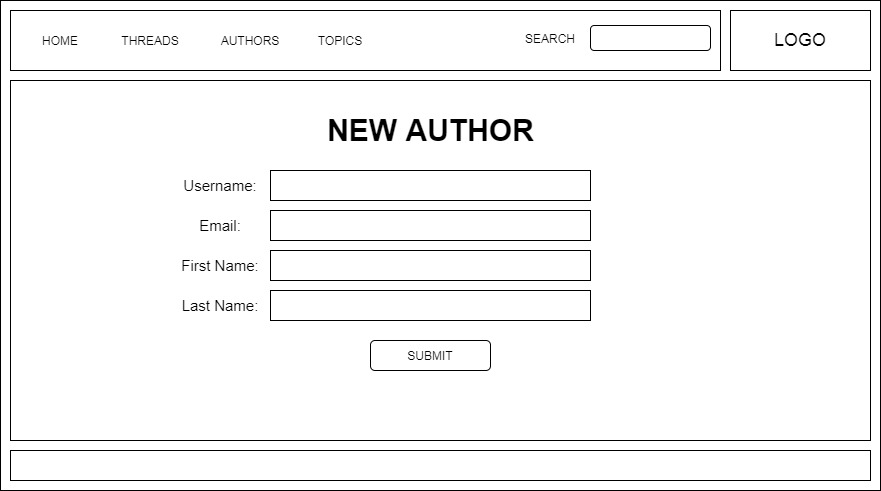 HOME THREADS AUTHORS TOPICS SEARCH LOGO
NEW AUTHOR
Username:
Email:
First Name:
Last Name:
SUBMIT